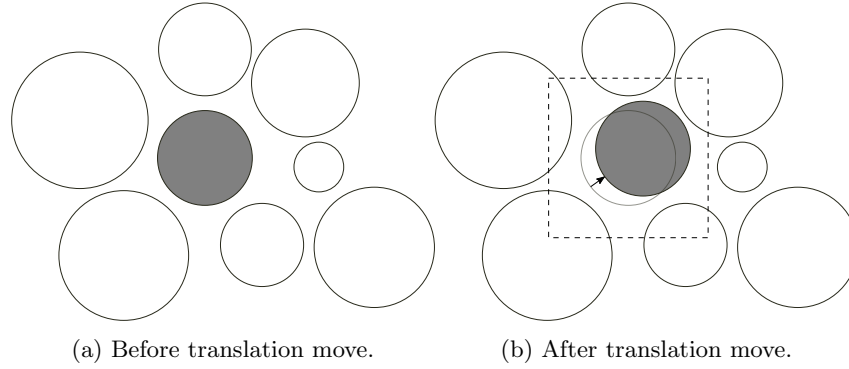 (a) Before translation move.
(b) After translation move.